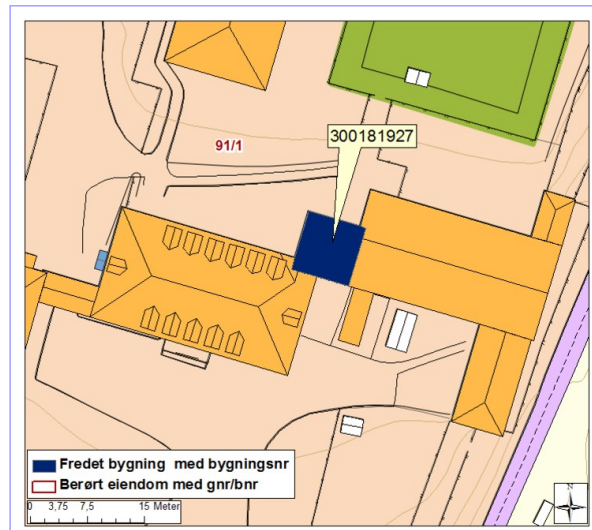 300181927
91/1
Fredet bygning med bygningsnr
Berørt eiendom med gnr/bnr
0 3,75 7,5 15 Meter
N